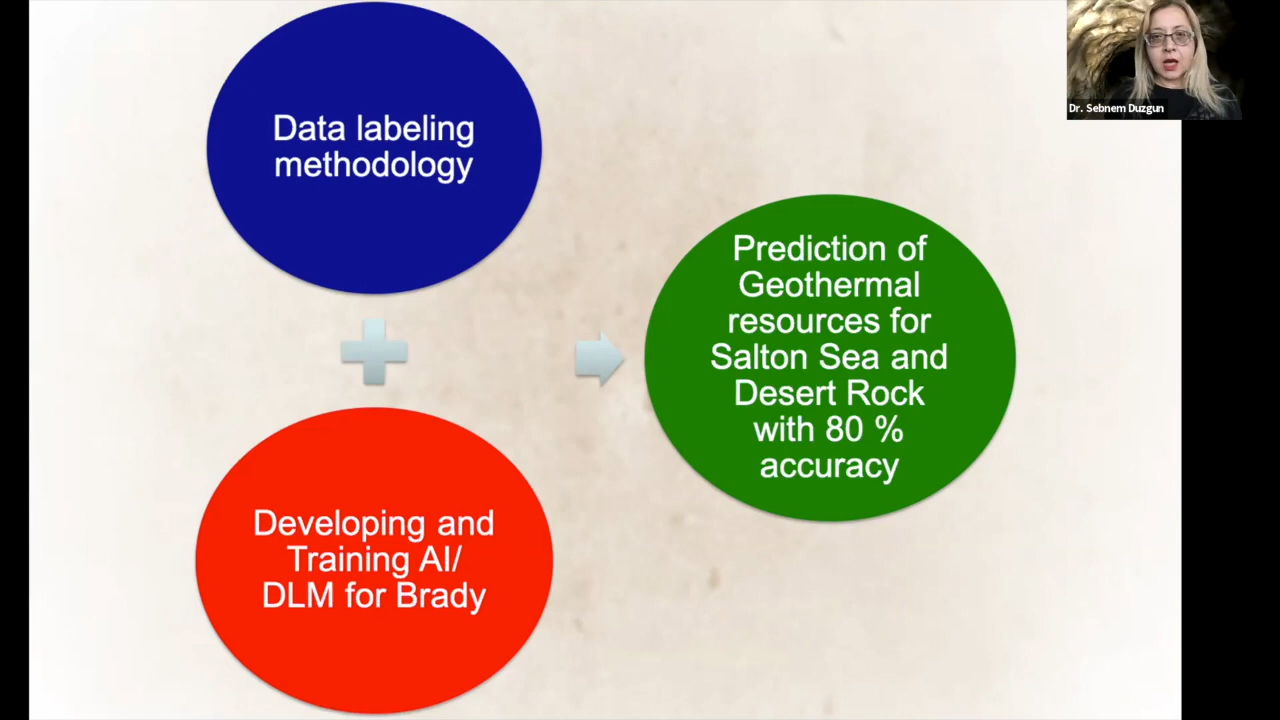 Data labeling
methodology
Developing and
Training AI/
DLM for Brady
Prediction of
Geothermal
resources for
Salton Sea and
Desert Rock
with 80 %
accuracy
Dr. Sebnem Duzgun